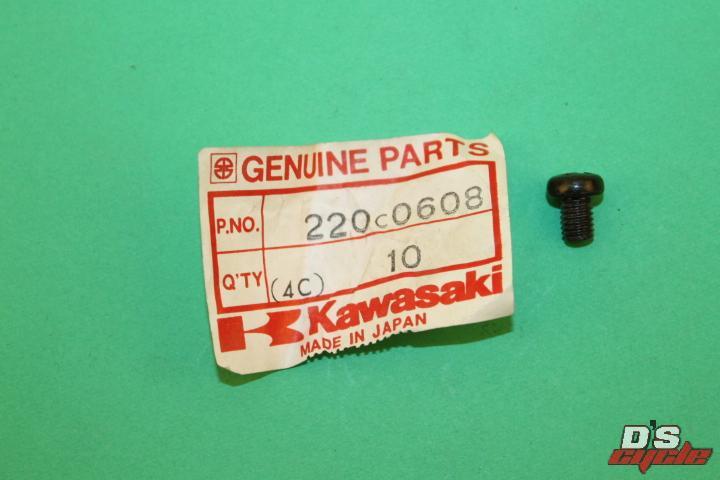 GENUINE PARTS
P.NO. 220C0608
Q'TY (4C) 10
Kawasaki
MADE IN JAPAN
D'S
cycle